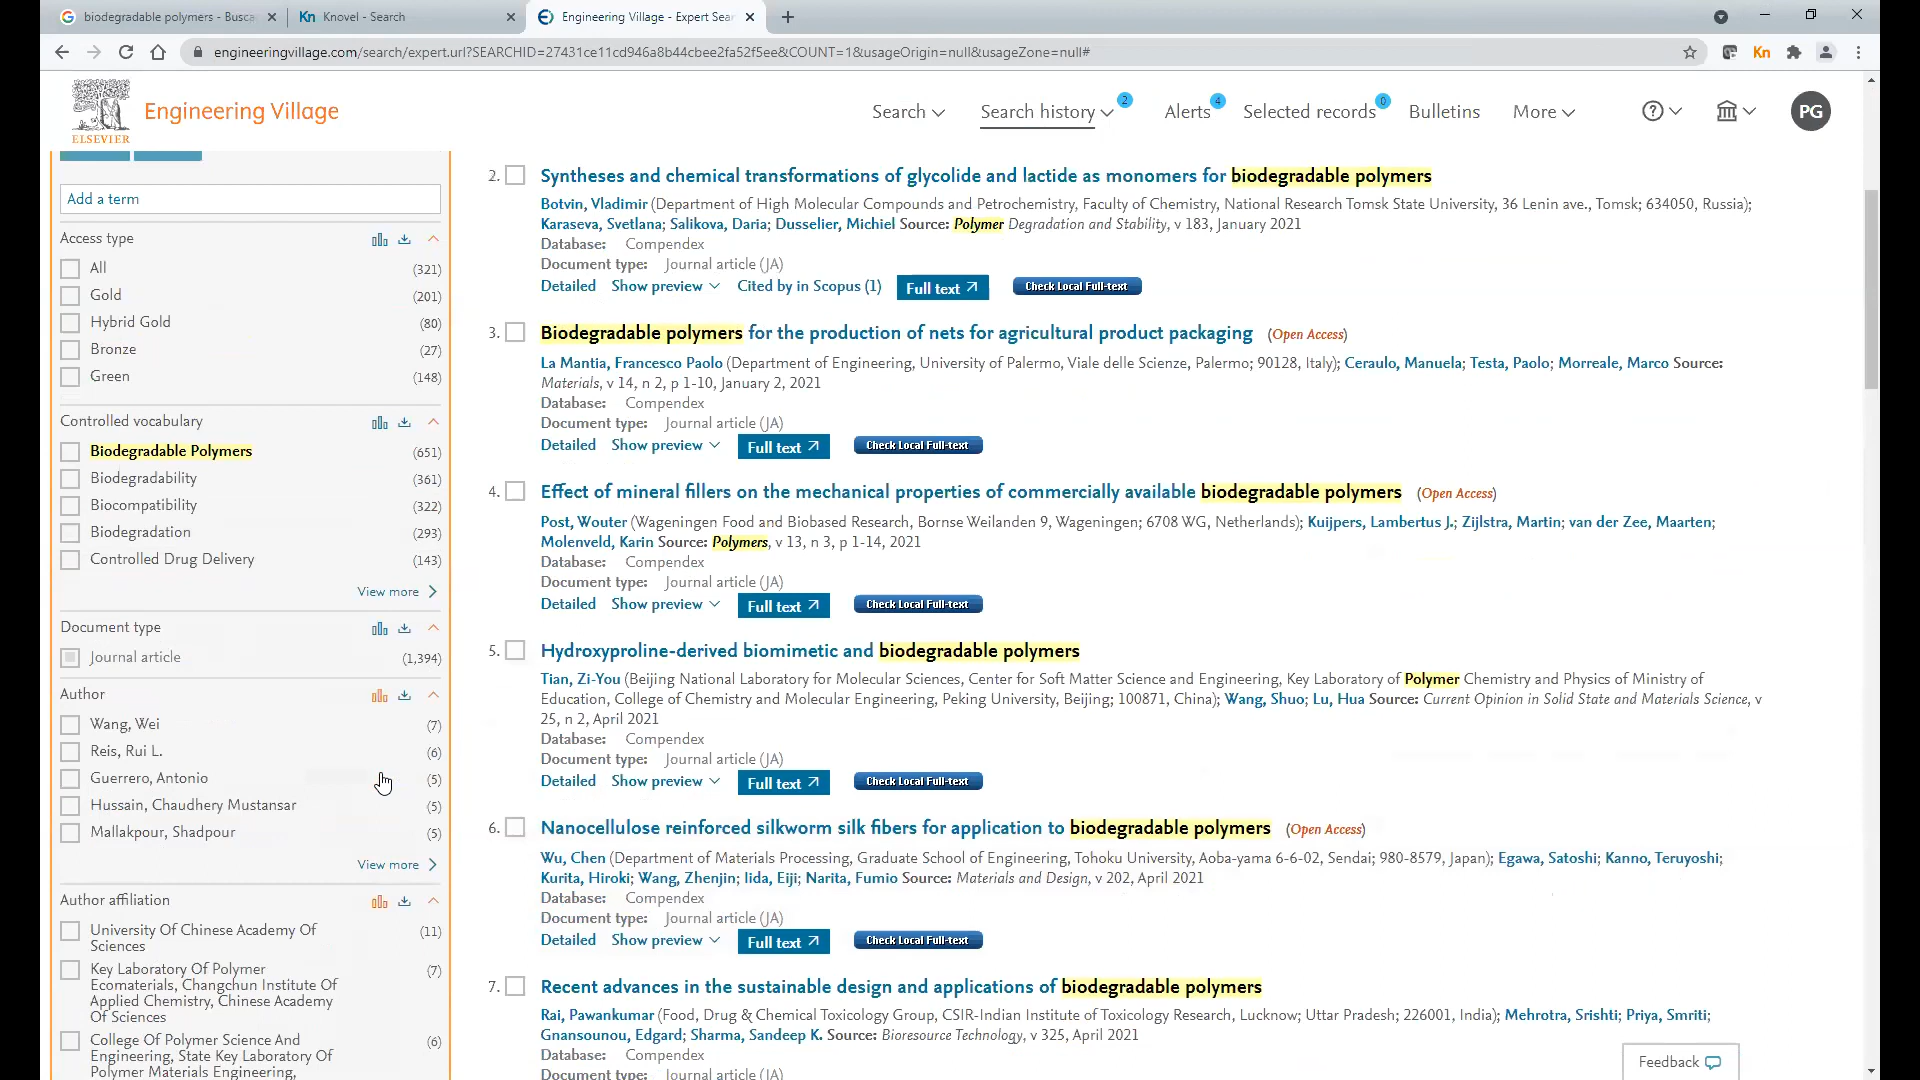 biodegradable polymers - Busca
Knovel - Search
Engineering Village - Expert Sear
engineeringvillage.com/search/expert.url?SEARCHID=27431ce11cd946a8b44cbee2fa52f5ee&COUNT=1&usageOrigin=null&usageZone=null#
Kn
ELSEVIER
Engineering Village
Search
Search history 2
Alerts 4
Selected records 0
Bulletins
More
PG
Add a term
Access type
All (321)
Gold (201)
Hybrid Gold (80)
Bronze (27)
Green (148)
Controlled vocabulary
Biodegradable Polymers (651)
Biodegradability (361)
Biocompatibility (322)
Biodegradation (293)
Controlled Drug Delivery (143)
View more
Document type
Journal article (1,394)
Author
Wang, Wei (7)
Reis, Rui L. (6)
Guerrero, Antonio (5)
Hussain, Chaudhery Mustansar (5)
Mallakpour, Shadpour (5)
View more
Author affiliation
University Of Chinese Academy Of (11)
Sciences
Key Laboratory Of Polymer (7)
Ecomaterials, Changchun Institute Of
Applied Chemistry, Chinese Academy
Of Sciences
College Of Polymer Science And (6)
Engineering, State Key Laboratory Of
Polymer Materials Engineering,
2. Syntheses and chemical transformations of glycolide and lactide as monomers for biodegradable polymers
Botvin, Vladimir (Department of High Molecular Compounds and Petrochemistry, Faculty of Chemistry, National Research Tomsk State University, 36 Lenin ave., Tomsk; 634050, Russia);
Karaseva, Svetlana; Salikova, Daria; Dusselier, Michiel Source: Polymer Degradation and Stability, v 183, January 2021
Database: Compendex
Document type: Journal article (JA)
Detailed Show preview Cited by in Scopus (1) Full text Check Local Full-text
3. Biodegradable polymers for the production of nets for agricultural product packaging (Open Access)
La Mantia, Francesco Paolo (Department of Engineering, University of Palermo, Viale delle Scienze, Palermo; 90128, Italy); Ceraulo, Manuela; Testa, Paolo; Morreale, Marco Source:
Materials, v 14, n 2, p 1-10, January 2, 2021
Database: Compendex
Document type: Journal article (JA)
Detailed Show preview Full text Check Local Full-text
4. Effect of mineral fillers on the mechanical properties of commercially available biodegradable polymers (Open Access)
Post, Wouter (Wageningen Food and Biobased Research, Bornse Weilanden 9, Wageningen; 6708 WG, Netherlands); Kuijpers, Lambertus J.; Zijlstra, Martin; van der Zee, Maarten;
Molenveld, Karin Source: Polymers, v 13, n 3, p 1-14, 2021
Database: Compendex
Document type: Journal article (JA)
Detailed Show preview Full text Check Local Full-text
5. Hydroxyproline-derived biomimetic and biodegradable polymers
Tian, Zi-You (Beijing National Laboratory for Molecular Sciences, Center for Soft Matter Science and Engineering, Key Laboratory of Polymer Chemistry and Physics of Ministry of
Education, College of Chemistry and Molecular Engineering, Peking University, Beijing; 100871, China); Wang, Shuo; Lu, Hua Source: Current Opinion in Solid State and Materials Science, v
25, n 2, April 2021
Database: Compendex
Document type: Journal article (JA)
Detailed Show preview Full text Check Local Full-text
6. Nanocellulose reinforced silkworm silk fibers for application to biodegradable polymers (Open Access)
Wu, Chen (Department of Materials Processing, Graduate School of Engineering, Tohoku University, Aoba-yama 6-6-02, Sendai; 980-8579, Japan); Egawa, Satoshi; Kanno, Teruyoshi;
Kurita, Hiroki; Wang, Zhenjin; Iida, Eiji; Narita, Fumio Source: Materials and Design, v 202, April 2021
Database: Compendex
Document type: Journal article (JA)
Detailed Show preview Full text Check Local Full-text
7. Recent advances in the sustainable design and applications of biodegradable polymers
Rai, Pawankumar (Food, Drug & Chemical Toxicology Group, CSIR-Indian Institute of Toxicology Research, Lucknow; Uttar Pradesh; 226001, India); Mehrotra, Srishti; Priya, Smriti;
Gnansounou, Edgard; Sharma, Sandeep K. Source: Bioresource Technology, v 325, April 2021
Database: Compendex
Document type: Journal article (JA)
Feedback